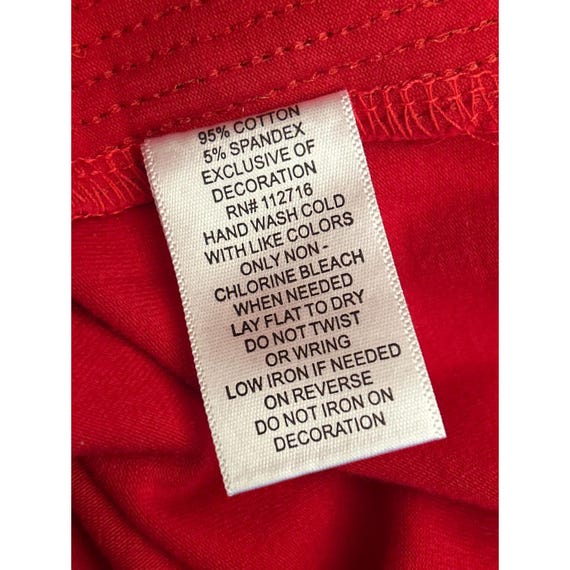 95% COTTON
5% SPANDEX
EXCLUSIVE OF
DECORATION
RN# 112716
HAND WASH COLD
WITH LIKE COLORS
ONLY NON -
CHLORINE BLEACH
WHEN NEEDED
LAY FLAT TO DRY
DO NOT TWIST
OR WRING
LOW IRON IF NEEDED
ON REVERSE
DO NOT IRON ON
DECORATION